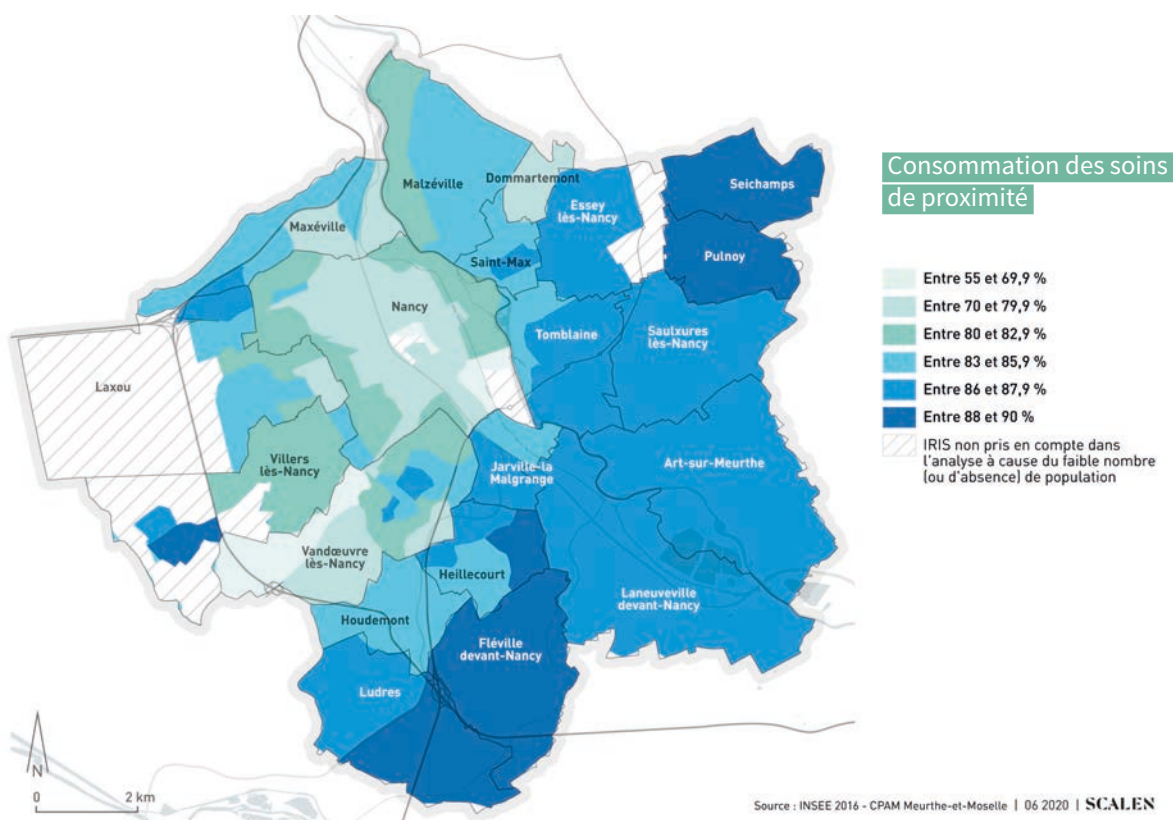 Consommation des soins
de proximité
Entre 55 et 69,9 %
Entre 70 et 79,9 %
Entre 80 et 82,9 %
Entre 83 et 85,9 %
Entre 86 et 87,9 %
Entre 88 et 90 %
IRIS non pris en compte dans
l'analyse à cause du faible nombre
(ou d'absence) de population
Seichamps
Dommartemont
Malzéville
Essey
lès-Nancy
Maxéville
Pulnoy
Saint-Max
Nancy
Tomblaine
Saulxures
lès-Nancy
Laxou
Villers
lès-Nancy
Jarville-la
Malgrange
Art-sur-Meurthe
Vandœuvre
lès-Nancy
Heillecourt
Laneuveville
devant-Nancy
Houdemont
Fléville
devant-Nancy
Ludres
N
0 2 km
Source : INSEE 2016 - CPAM Meurthe-et-Moselle | 06 2020 | SCALEN